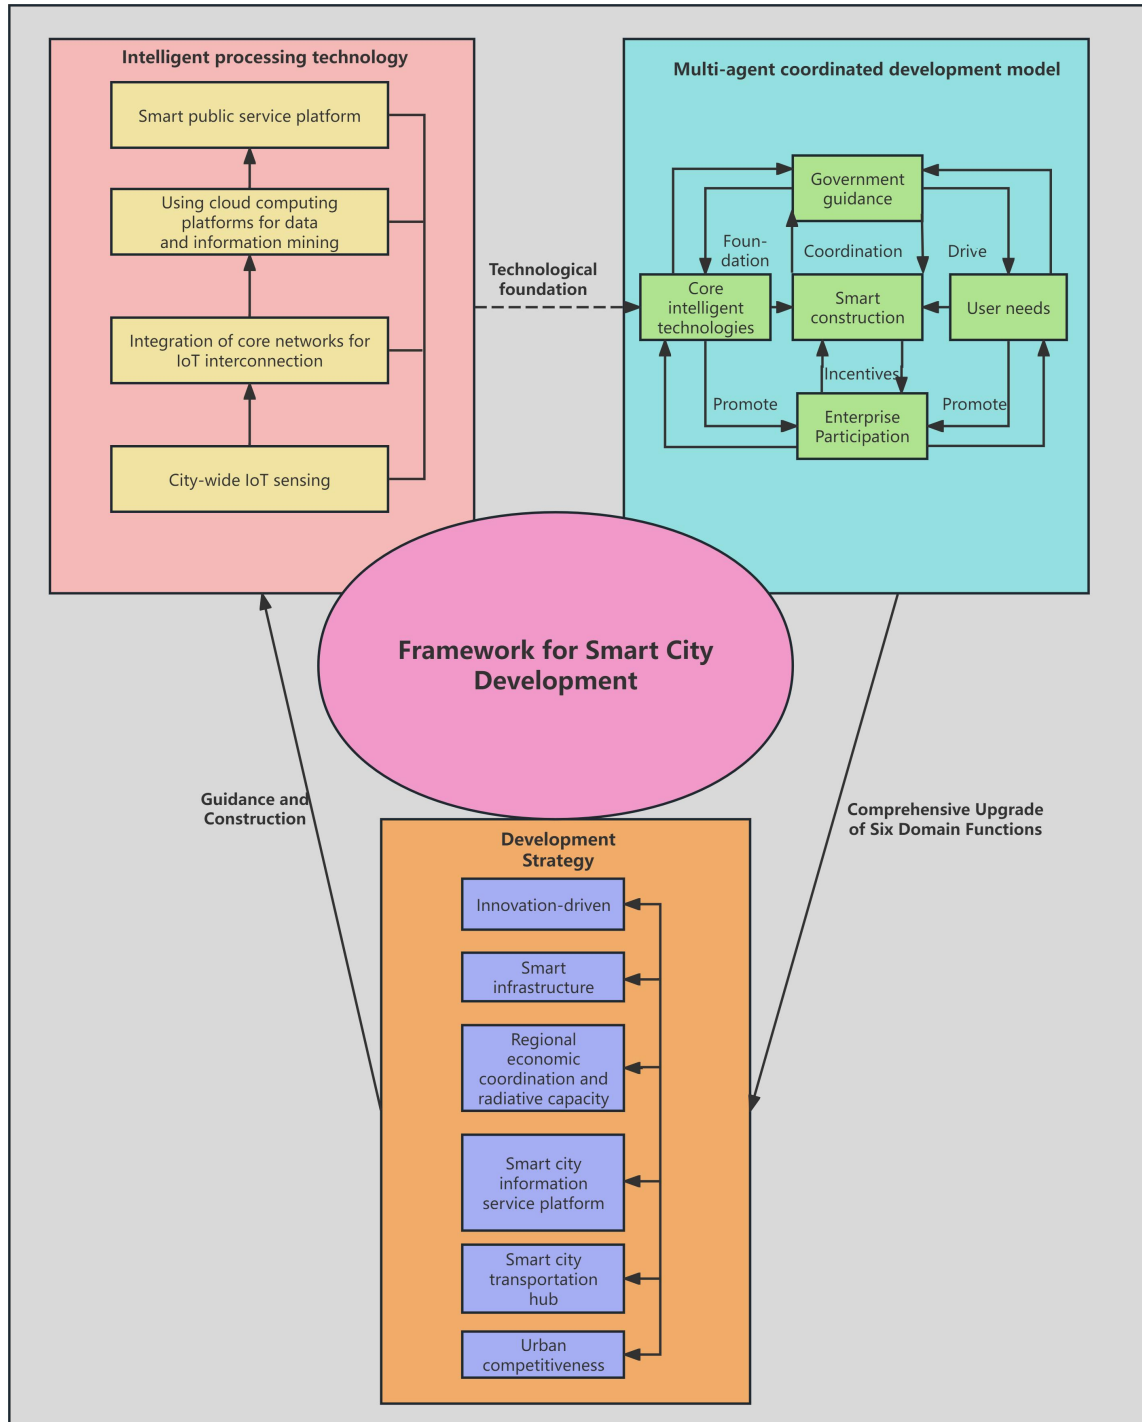 Intelligent processing technology
Smart public service platform
Using cloud computing
platforms for data
and information mining
Integration of core networks for
IoT interconnection
City-wide IoT sensing
Technological
foundation
Multi-agent coordinated development model
Government
guidance
Foun-
dation
Coordination
Drive
Core
intelligent
technologies
Smart
construction
User needs
Incentives
Promote
Promote
Enterprise
Participation
Framework for Smart City
Development
Guidance and
Construction
Comprehensive Upgrade
of Six Domain Functions
Development
Strategy
Innovation-driven
Smart
infrastructure
Regional
economic
coordination and
radiative capacity
Smart city
information
service platform
Smart city
transportation
hub
Urban
competitiveness